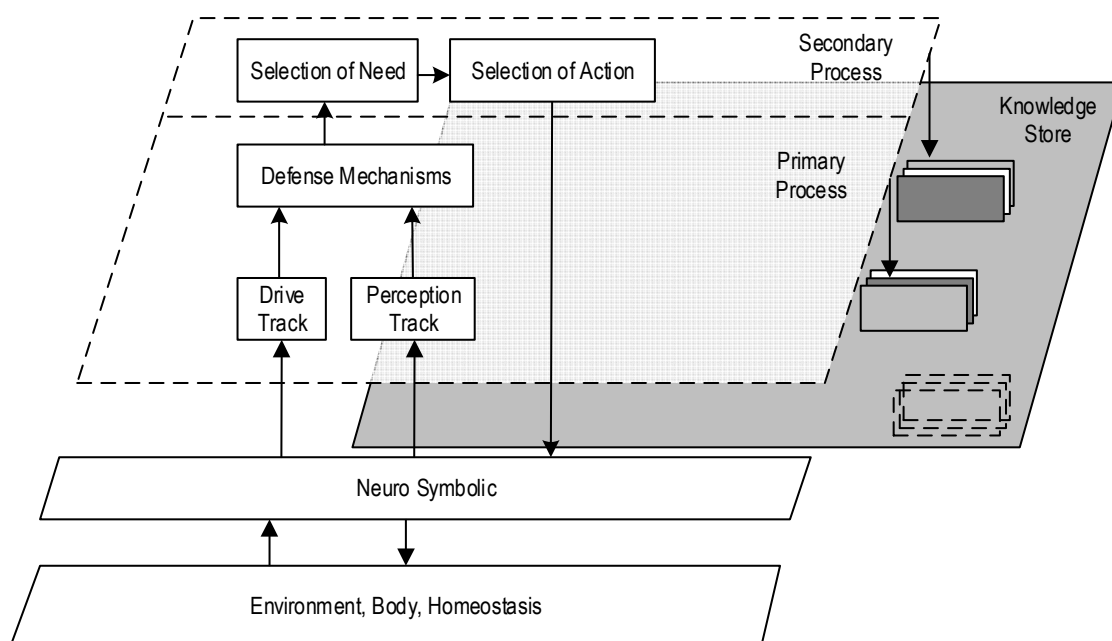 Secondary
Process
Selection of Need
Selection of Action
Knowledge
Store
Primary
Process
Defense Mechanisms
Drive
Track
Perception
Track
Neuro Symbolic
Environment, Body, Homeostasis